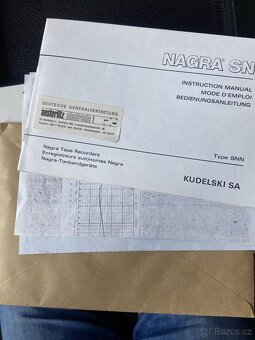 NAGRA SN
INSTRUCTION MANUAL
MODE D'EMPLOI
BEDIENUNGSANLEITUNG
DEUTSCHE GENERALVERTRETUNG
Nagra Tape Recorders
Enregistreurs autonomes Nagra
Nagra-Tonbandgeräte
Type SNN
KUDELSKI SA
Bazoš.cz